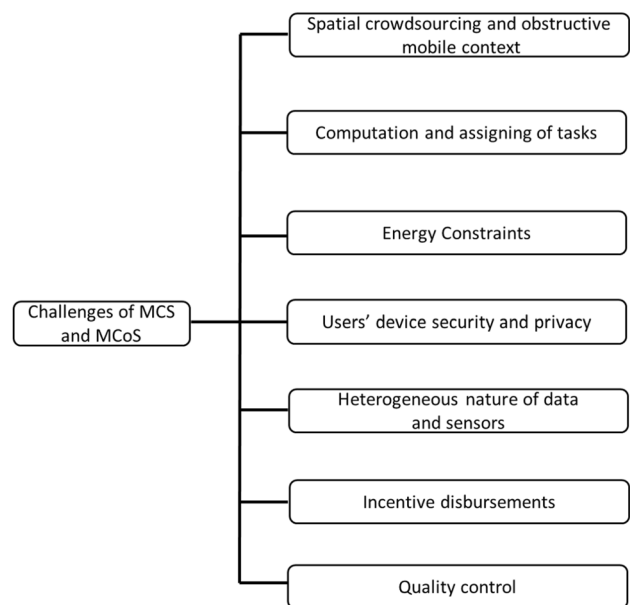 Spatial crowdsourcing and obstructive
mobile context
Computation and assigning of tasks
Energy Constraints
Challenges of MCS
and MCoS
Users’ device security and privacy
Heterogeneous nature of data
and sensors
Incentive disbursements
Quality control